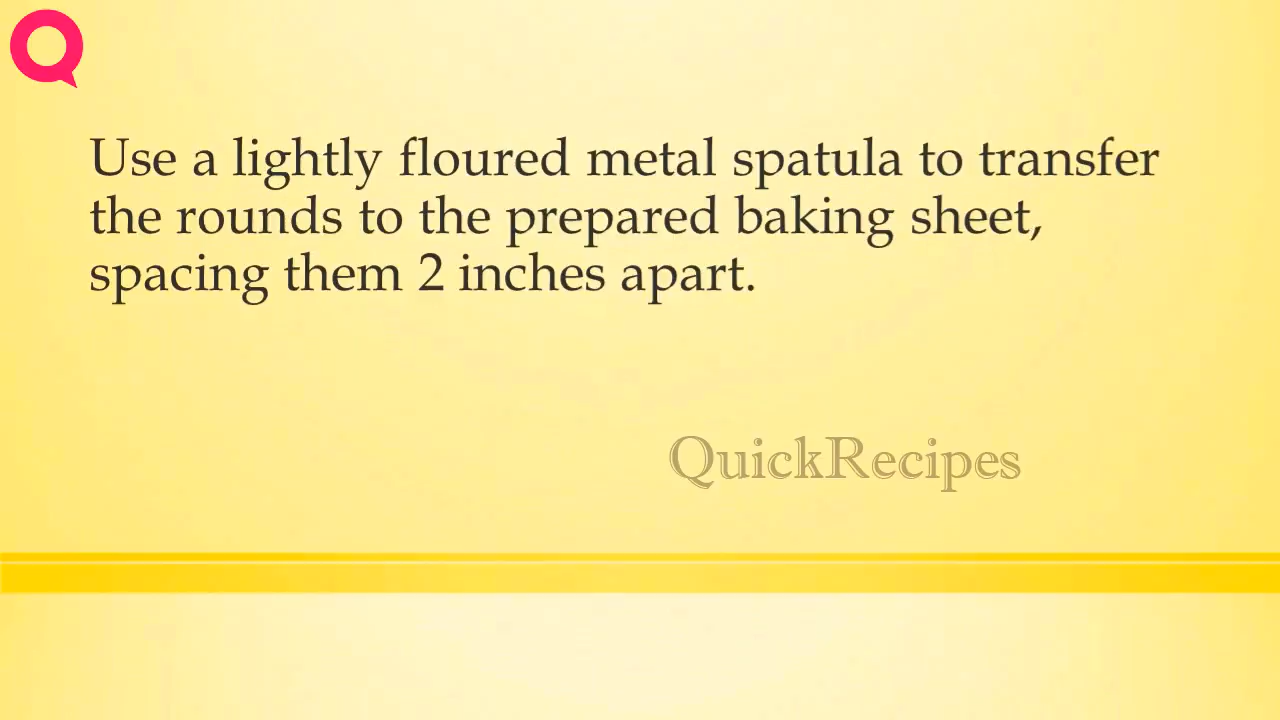 Use a lightly floured metal spatula to transfer
the rounds to the prepared baking sheet,
spacing them 2 inches apart.
QuickRecipes